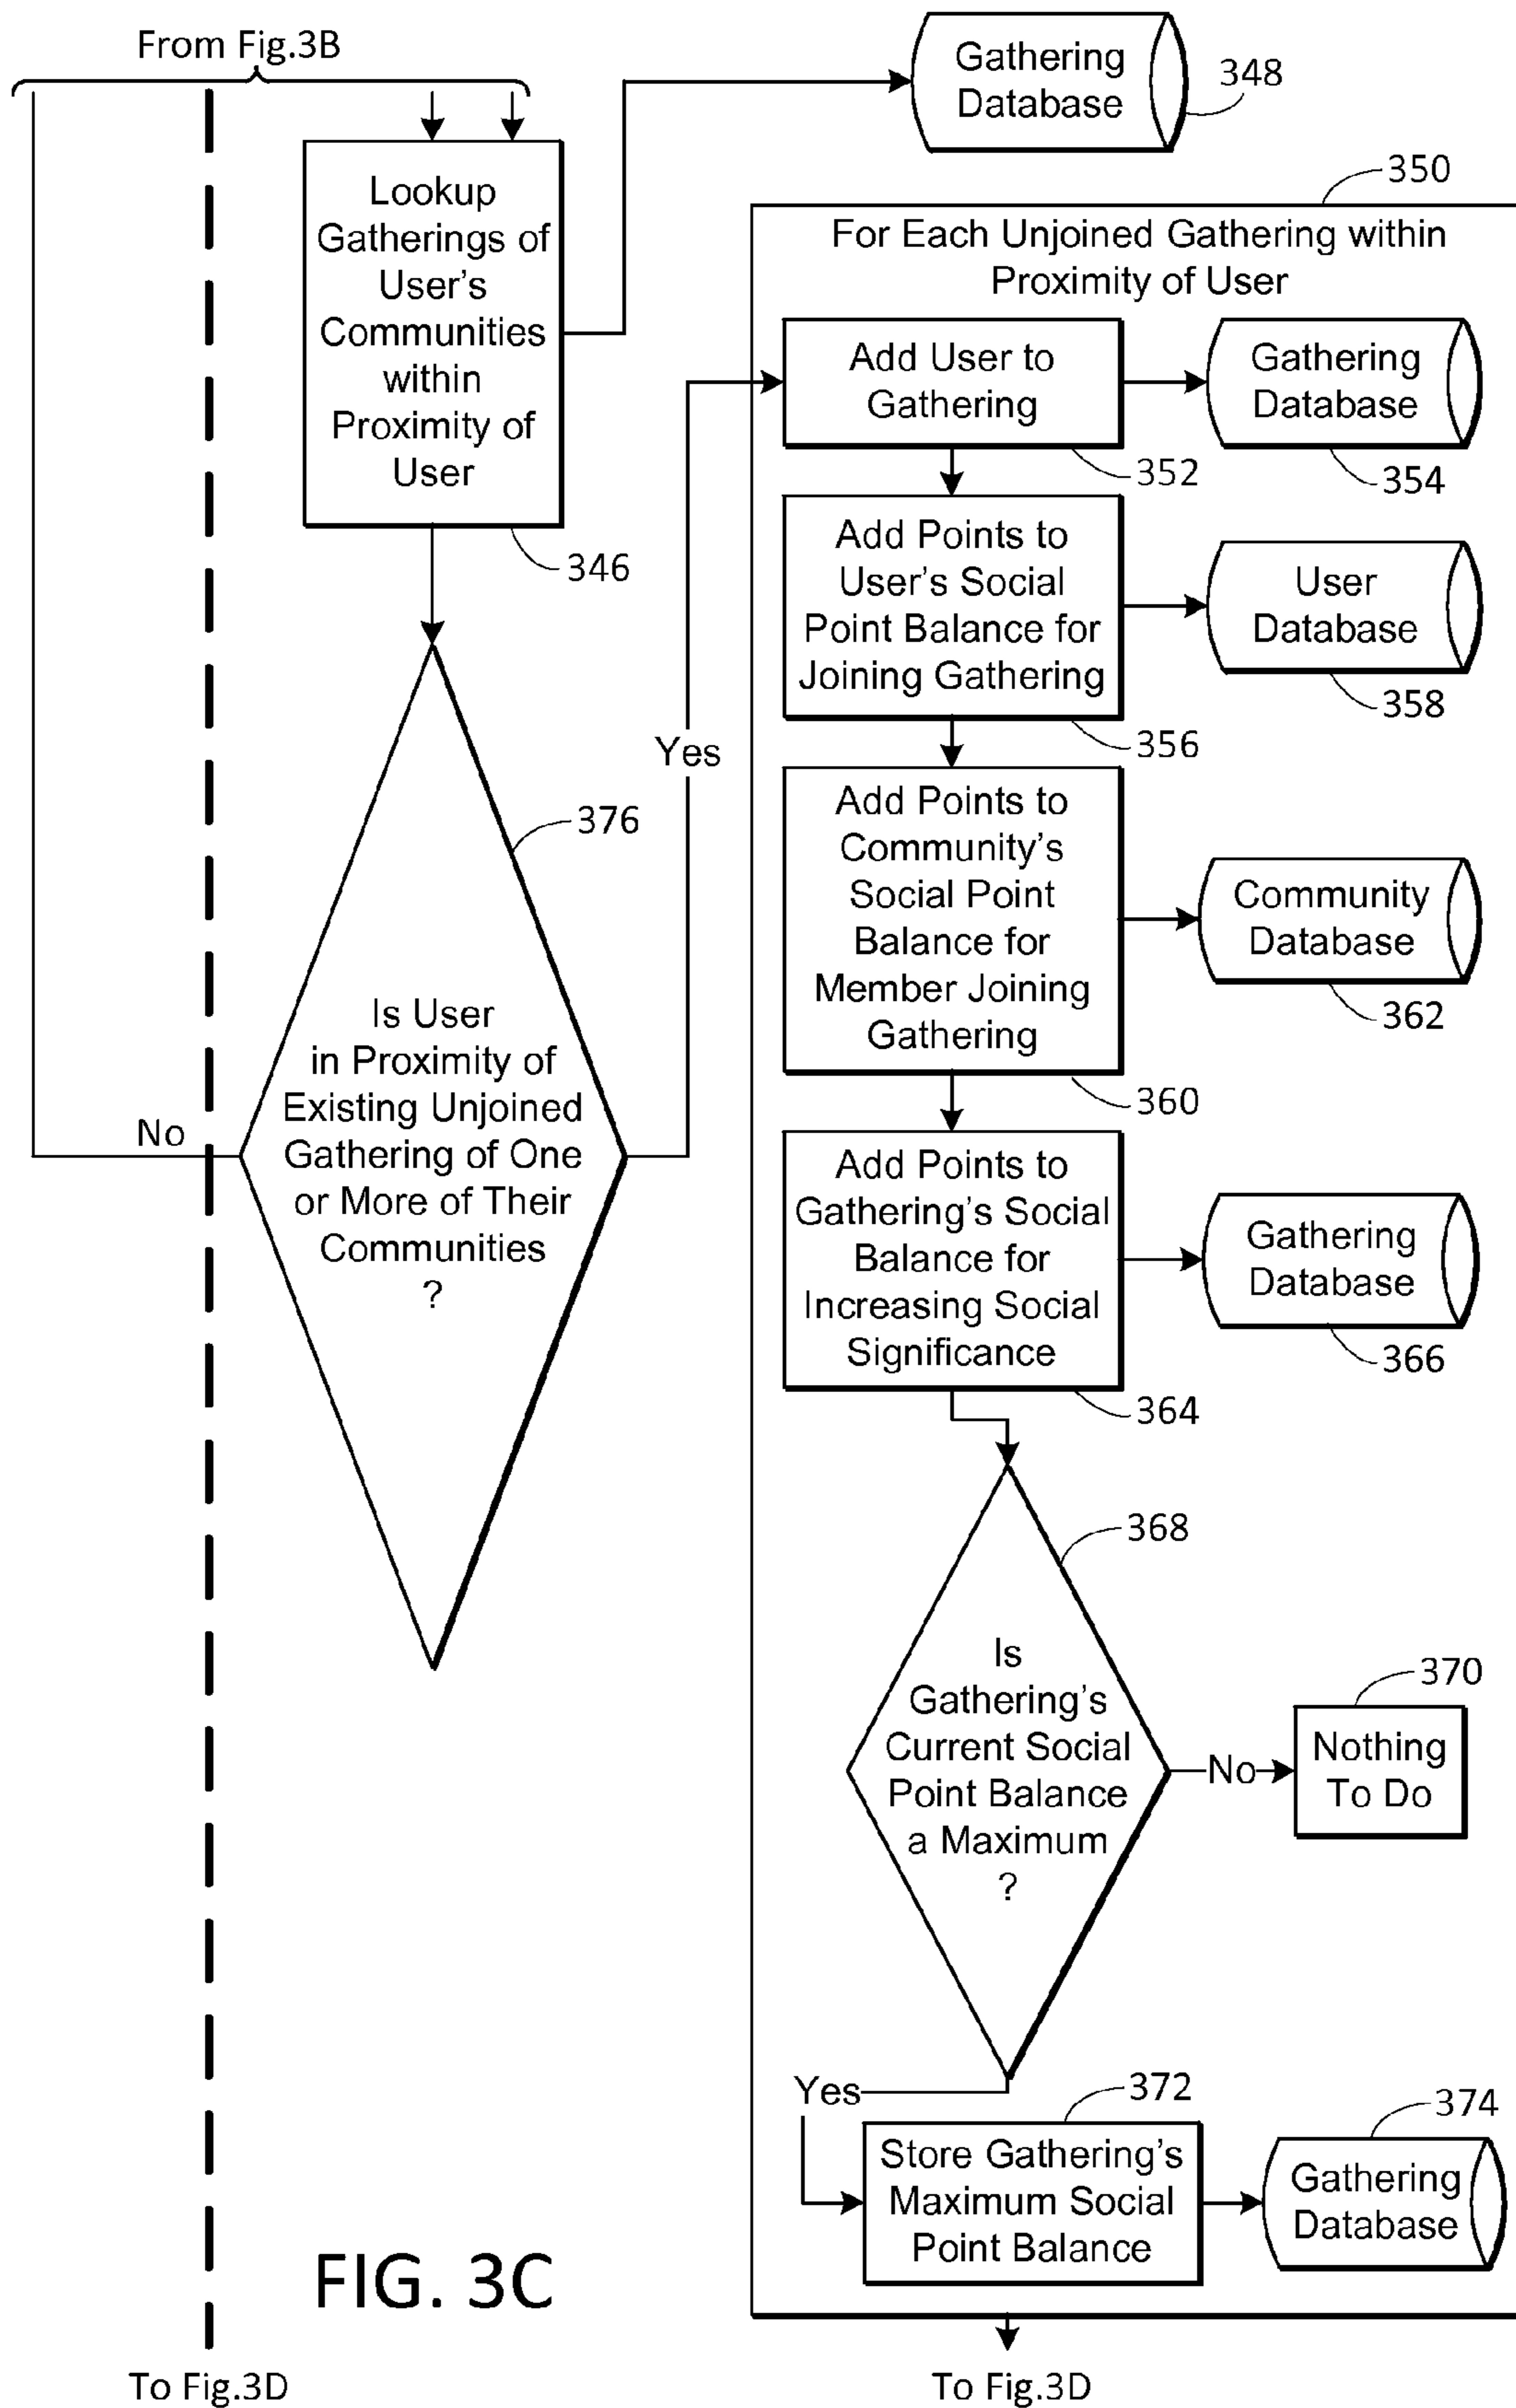 From Fig.3B
Gathering
Database
348
Lookup
Gatherings of
User's
Communities
within
Proximity of
User
346
350
For Each Unjoined Gathering within
Proximity of User
Add User to
Gathering
352
Gathering
Database
354
Add Points to
User's Social
Point Balance for
Joining Gathering
356
User
Database
358
Yes
376
Is User
in Proximity of
Existing Unjoined
Gathering of One
or More of Their
Communities
?
No
Add Points to
Community's
Social Point
Balance for
Member Joining
Gathering
360
Community
Database
362
Add Points to
Gathering's Social
Balance for
Increasing Social
Significance
364
Gathering
Database
366
368
Is
Gathering's
Current Social
Point Balance
a Maximum
?
No
370
Nothing
To Do
Yes
372
Store Gathering's
Maximum Social
Point Balance
374
Gathering
Database
FIG. 3C
To Fig.3D
To Fig.3D